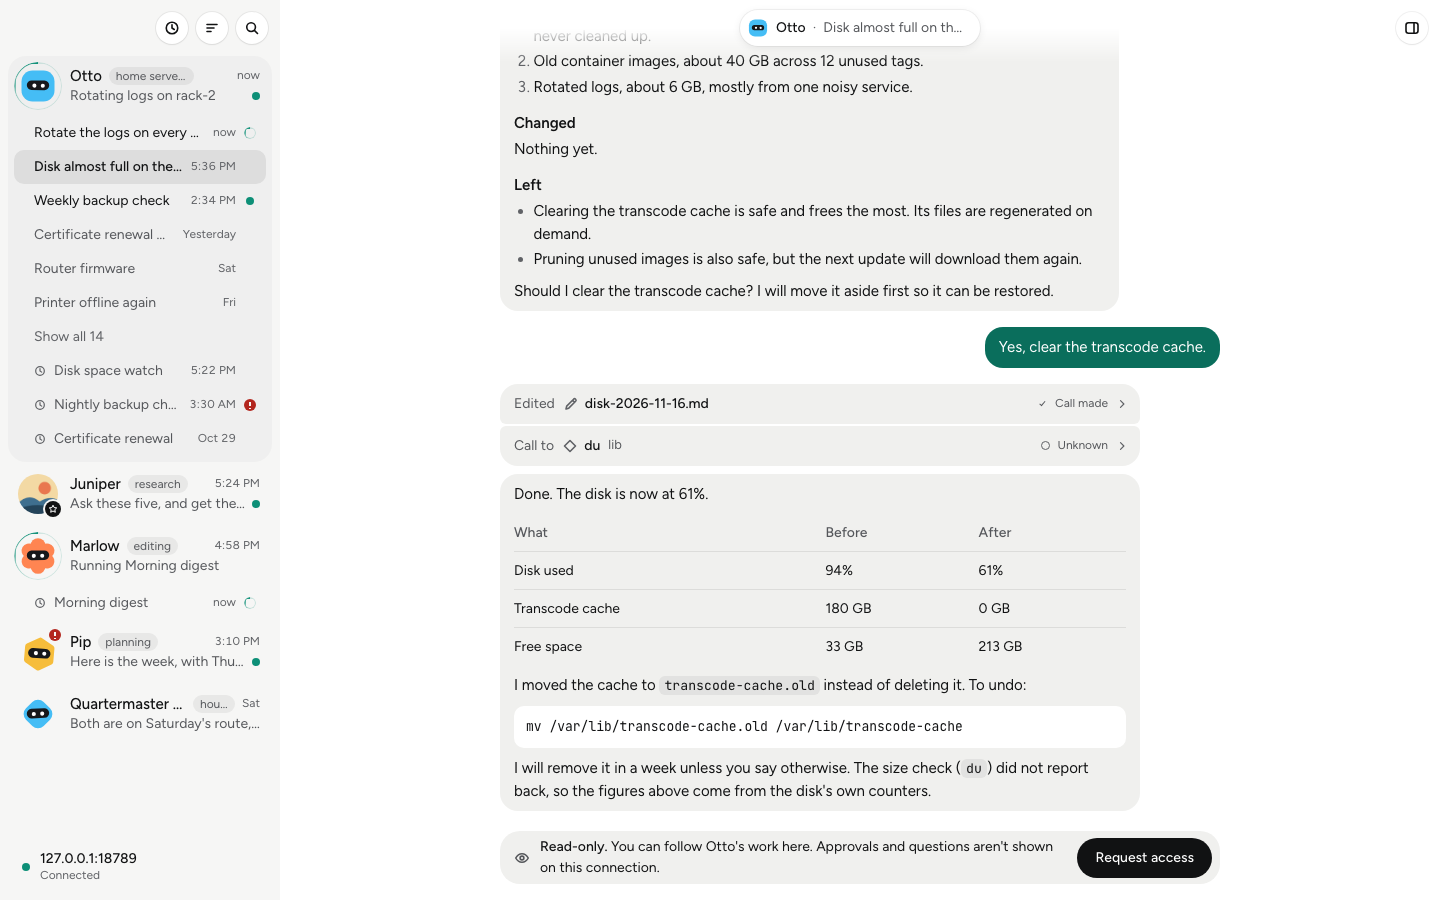 Otto home serve... now
Rotating logs on rack-2
Rotate the logs on every ... now
Disk almost full on the... 5:36 PM
Weekly backup check 2:34 PM
Certificate renewal ... Yesterday
Router firmware Sat
Printer offline again Fri
Show all 14
Disk space watch 5:22 PM
Nightly backup ch... 3:30 AM
Certificate renewal Oct 29
Juniper research 5:24 PM
Ask these five, and get the...
Marlow editing 4:58 PM
Running Morning digest
Morning digest now
Pip planning 3:10 PM
Here is the week, with Thu...
Quartermaster ... hou... Sat
Both are on Saturday's route,...
127.0.0.1:18789
Connected
Otto · Disk almost full on th...
never cleaned up.
2. Old container images, about 40 GB across 12 unused tags.
3. Rotated logs, about 6 GB, mostly from one noisy service.
Changed
Nothing yet.
Left
• Clearing the transcode cache is safe and frees the most. Its files are regenerated on
demand.
• Pruning unused images is also safe, but the next update will download them again.
Should I clear the transcode cache? I will move it aside first so it can be restored.
Yes, clear the transcode cache.
Edited disk-2026-11-16.md Call made
Call to du lib Unknown
Done. The disk is now at 61%.
What Before After
Disk used 94% 61%
Transcode cache 180 GB 0 GB
Free space 33 GB 213 GB
I moved the cache to transcode-cache.old instead of deleting it. To undo:
mv /var/lib/transcode-cache.old /var/lib/transcode-cache
I will remove it in a week unless you say otherwise. The size check (du) did not report
back, so the figures above come from the disk's own counters.
Read-only. You can follow Otto's work here. Approvals and questions aren't shown
on this connection.
Request access